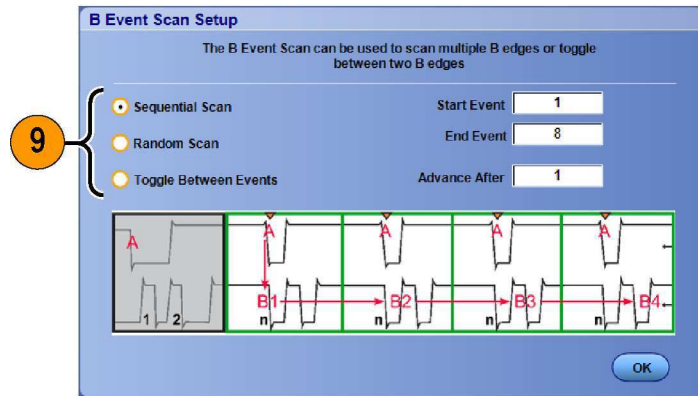 B Event Scan Setup
The B Event Scan can be used to scan multiple B edges or toggle
between two B edges
9
Sequential Scan
Start Event 1
Random Scan
End Event 8
Toggle Between Events
Advance After 1
A A A A A
1 2 B1 B2 B3 B4
n n n n
OK